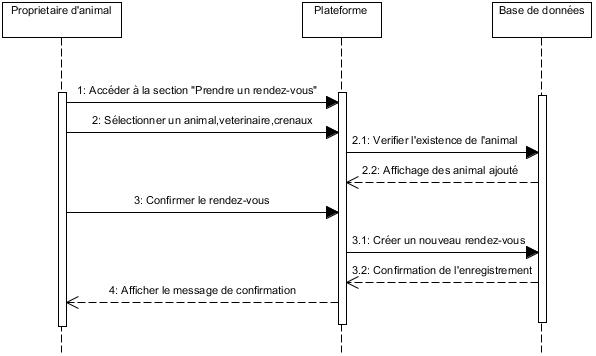 Proprietaire d'animal
Plateforme
Base de données
1: Accéder à la section "Prendre un rendez-vous"
2: Sélectionner un animal,veterinaire,crenaux
2.1: Verifier l'existence de l'animal
2.2: Affichage des animal ajouté
3: Confirmer le rendez-vous
3.1: Créer un nouveau rendez-vous
3.2: Confirmation de l'enregistrement
4: Afficher le message de confirmation